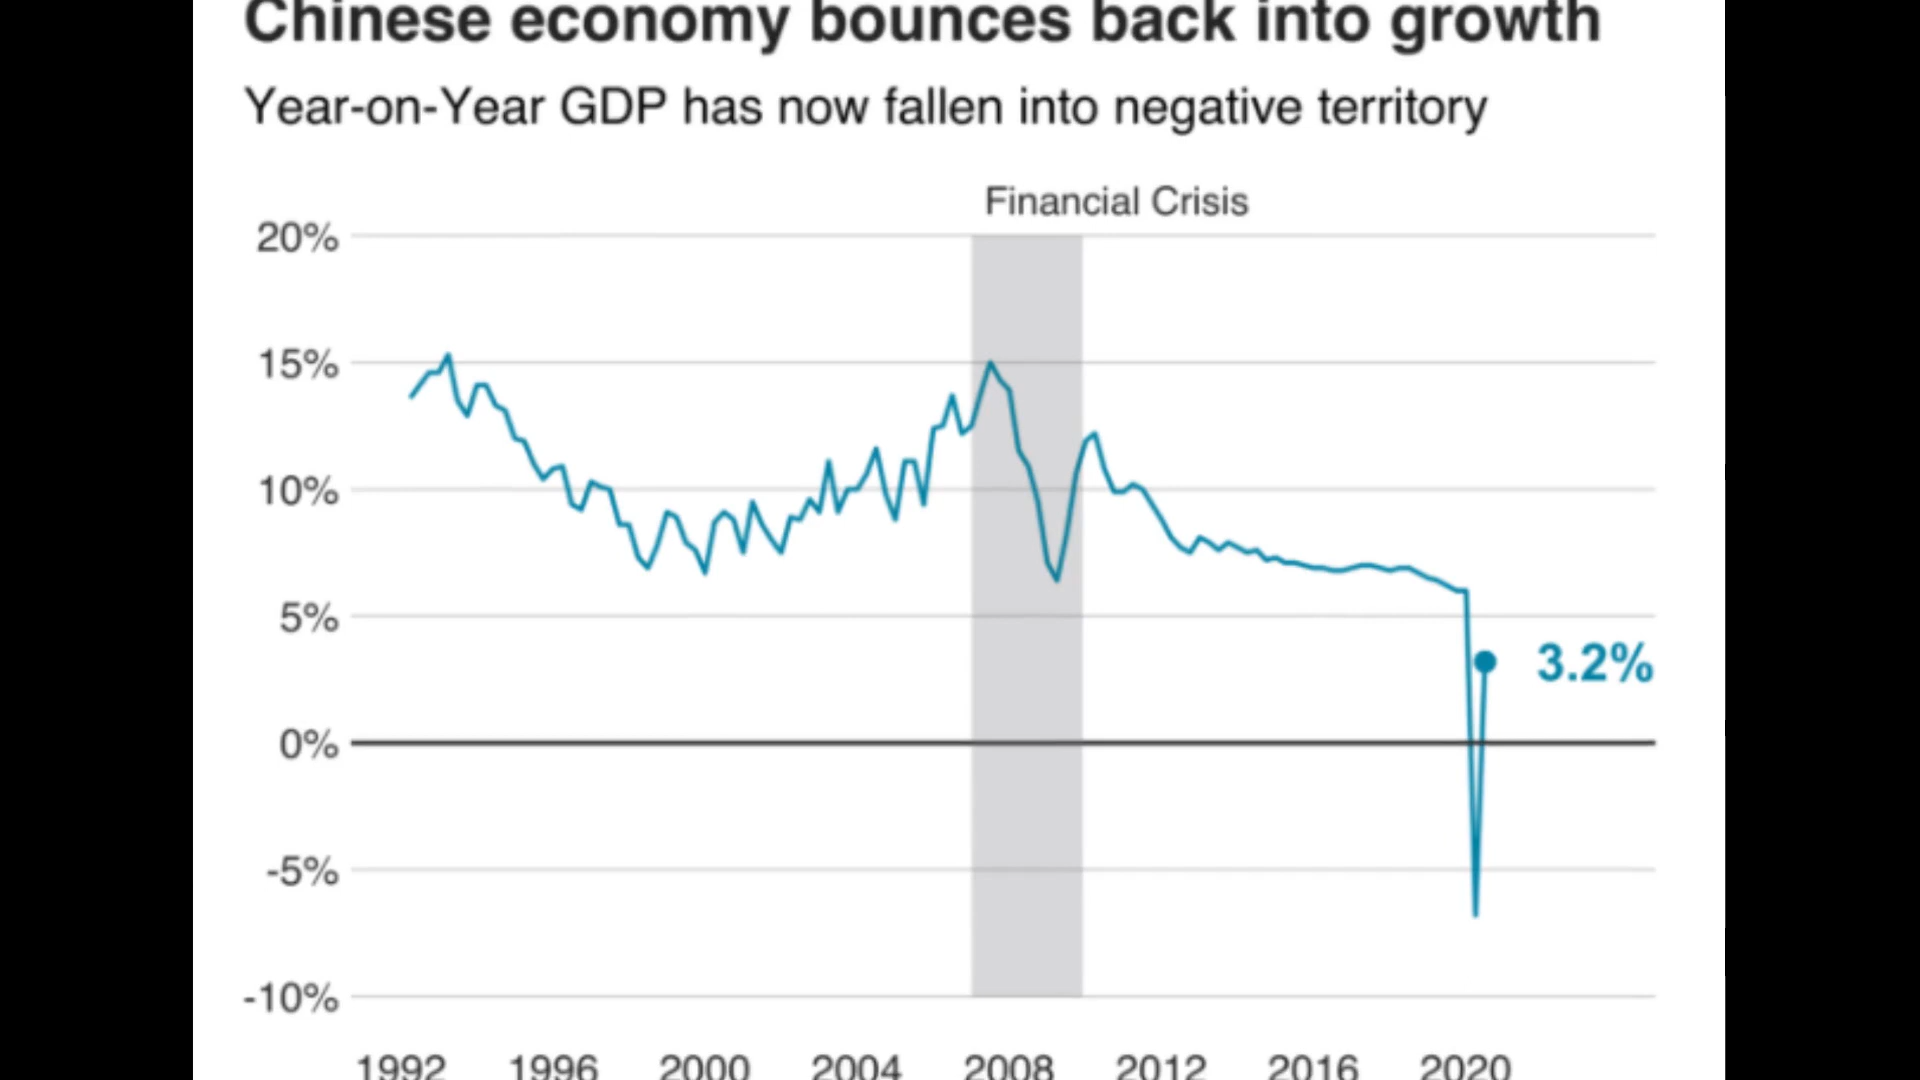 Chinese economy bounces back into growth
Year-on-Year GDP has now fallen into negative territory
Financial Crisis
20%
15%
10%
5%
3.2%
0%
-5%
-10%
1992 1996 2000 2004 2008 2012 2016 2020